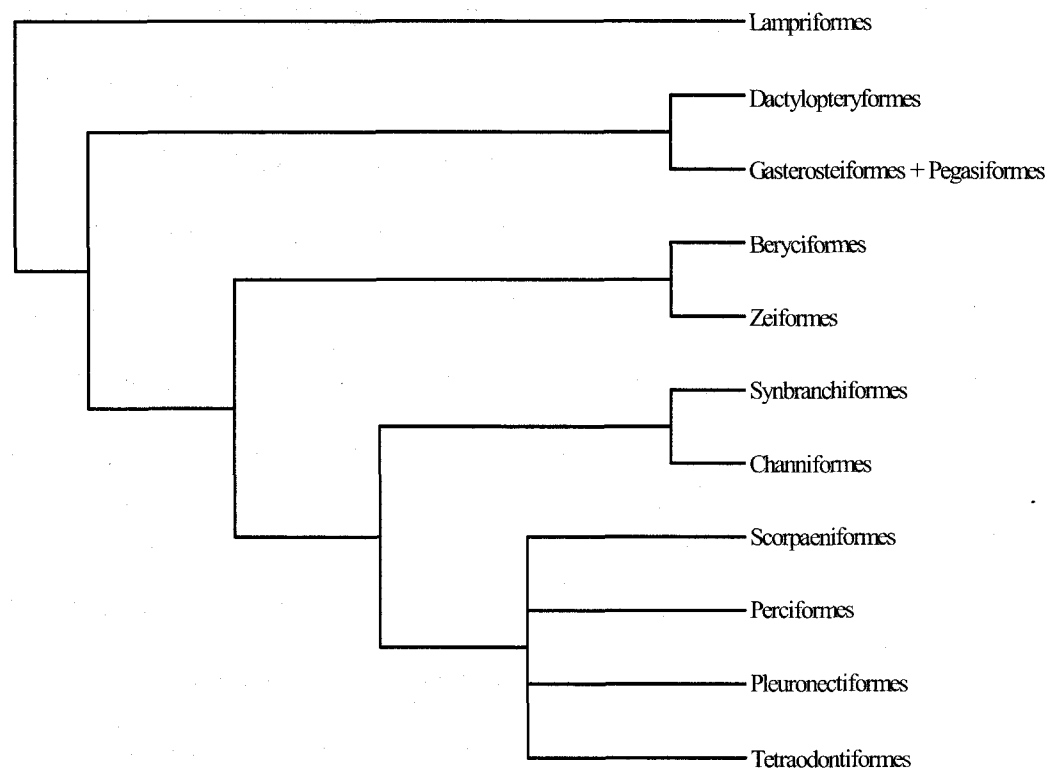 Lampriformes
Dactylopteryformes
Gasterosteiformes + Pegasiformes
Beryciformes
Zeiformes
Synbranchiformes
Channiformes
Scorpaeniformes
Perciformes
Pleuronectiformes
Tetraodontiformes